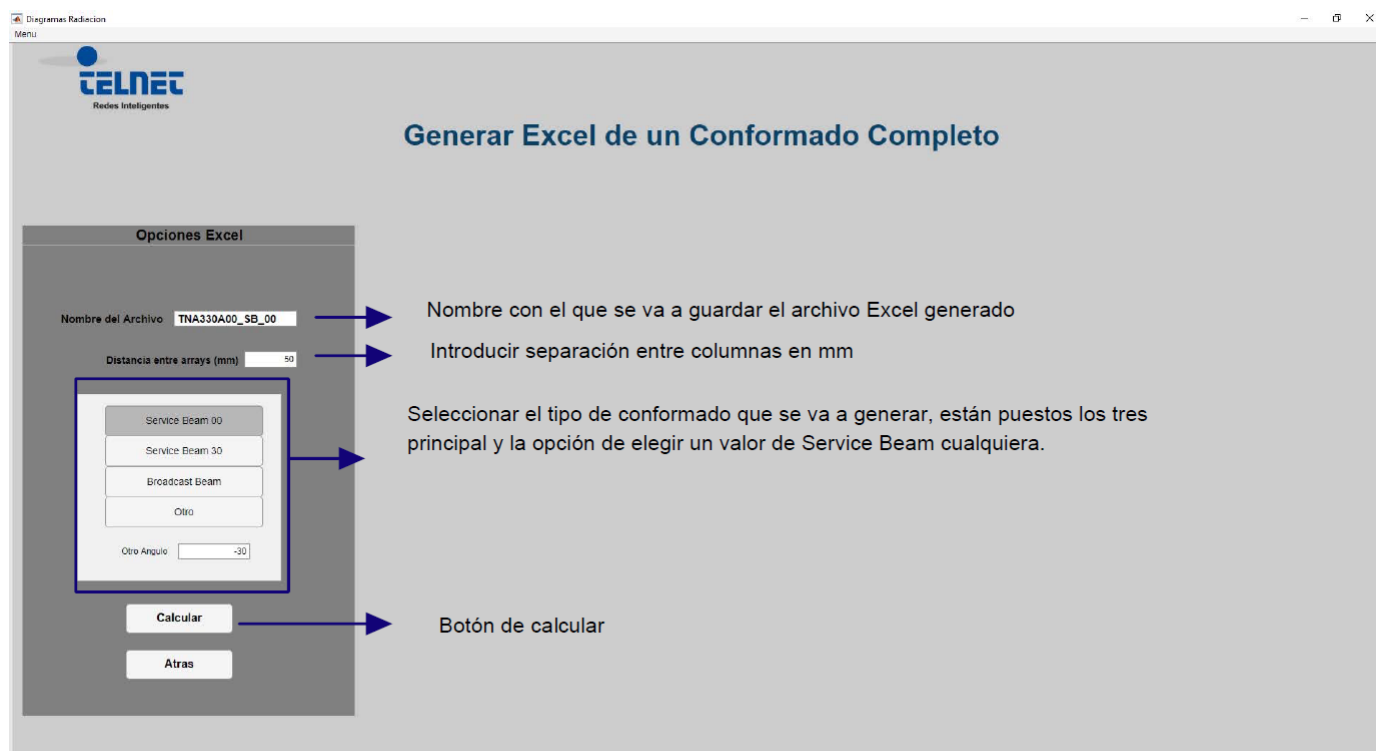 Diagramas Radiacion
Menu
TELNET
Redes Inteligentes
Generar Excel de un Conformado Completo
Opciones Excel
Nombre del Archivo TNA330A00_SB_00
Nombre con el que se va a guardar el archivo Excel generado
Distancia entre arrays (mm) 50
Introducir separación entre columnas en mm
Service Beam 00
Service Beam 30
Broadcast Beam
Otro
Otro Angulo -30
Seleccionar el tipo de conformado que se va a generar, están puestos los tres
principal y la opción de elegir un valor de Service Beam cualquiera.
Calcular
Botón de calcular
Atras